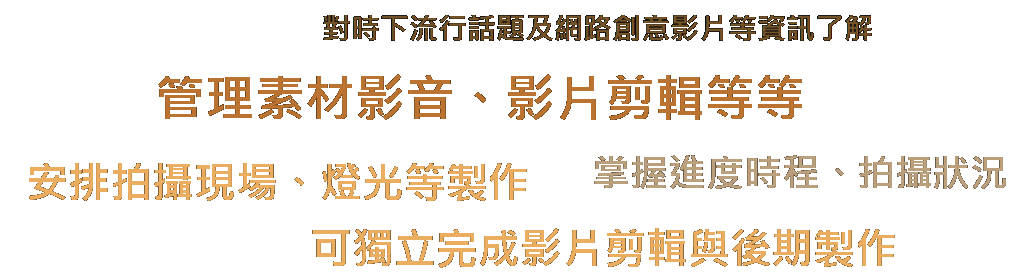 對時下流行話題及網路創意影片等資訊了解
管理素材影音、影片剪輯等等
安排拍攝現場、燈光等製作
掌握進度時程、拍攝狀況
可獨立完成影片剪輯與後期製作